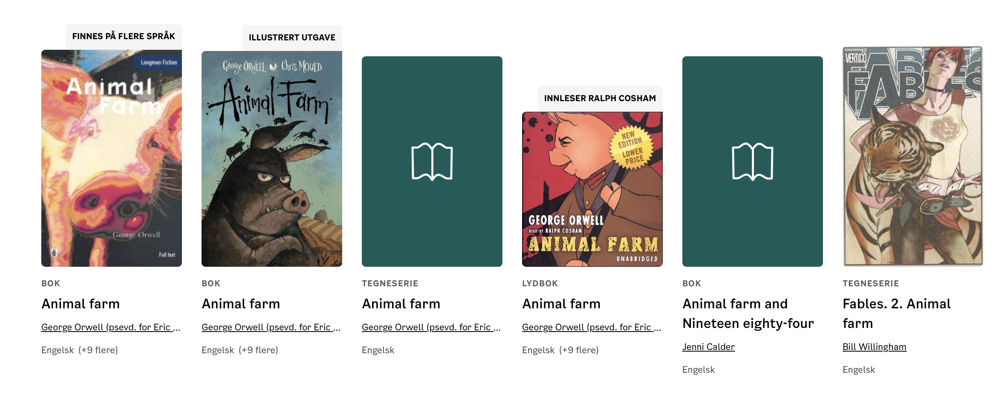 FINNES PÅ FLERE SPRÅK
Longman Fiction
Animal
Farm
George Orwell
Full text
BOK
Animal farm
George Orwell (psevd. for Eric ...
Engelsk (+9 flere)
ILLUSTRERT UTGAVE
George ORWELL Chris MOULD
Animal Farm
BOK
Animal farm
George Orwell (psevd. for Eric ...
Engelsk (+9 flere)
TEGNESERIE
Animal farm
George Orwell (psevd. for Eric ...
Engelsk
INNLESER RALPH COSHAM
NEW
EDITION
LOWER
PRICE
GEORGE ORWELL
READ BY RALPH COSHAM
ANIMAL FARM
UNABRIDGED
LYDBOK
Animal farm
George Orwell (psevd. for Eric ...
Engelsk (+9 flere)
BOK
Animal farm and
Nineteen eighty-four
Jenni Calder
Engelsk
VERTIGO
FABLES
FABLES
TEGNESERIE
Fables. 2. Animal
farm
Bill Willingham
Engelsk